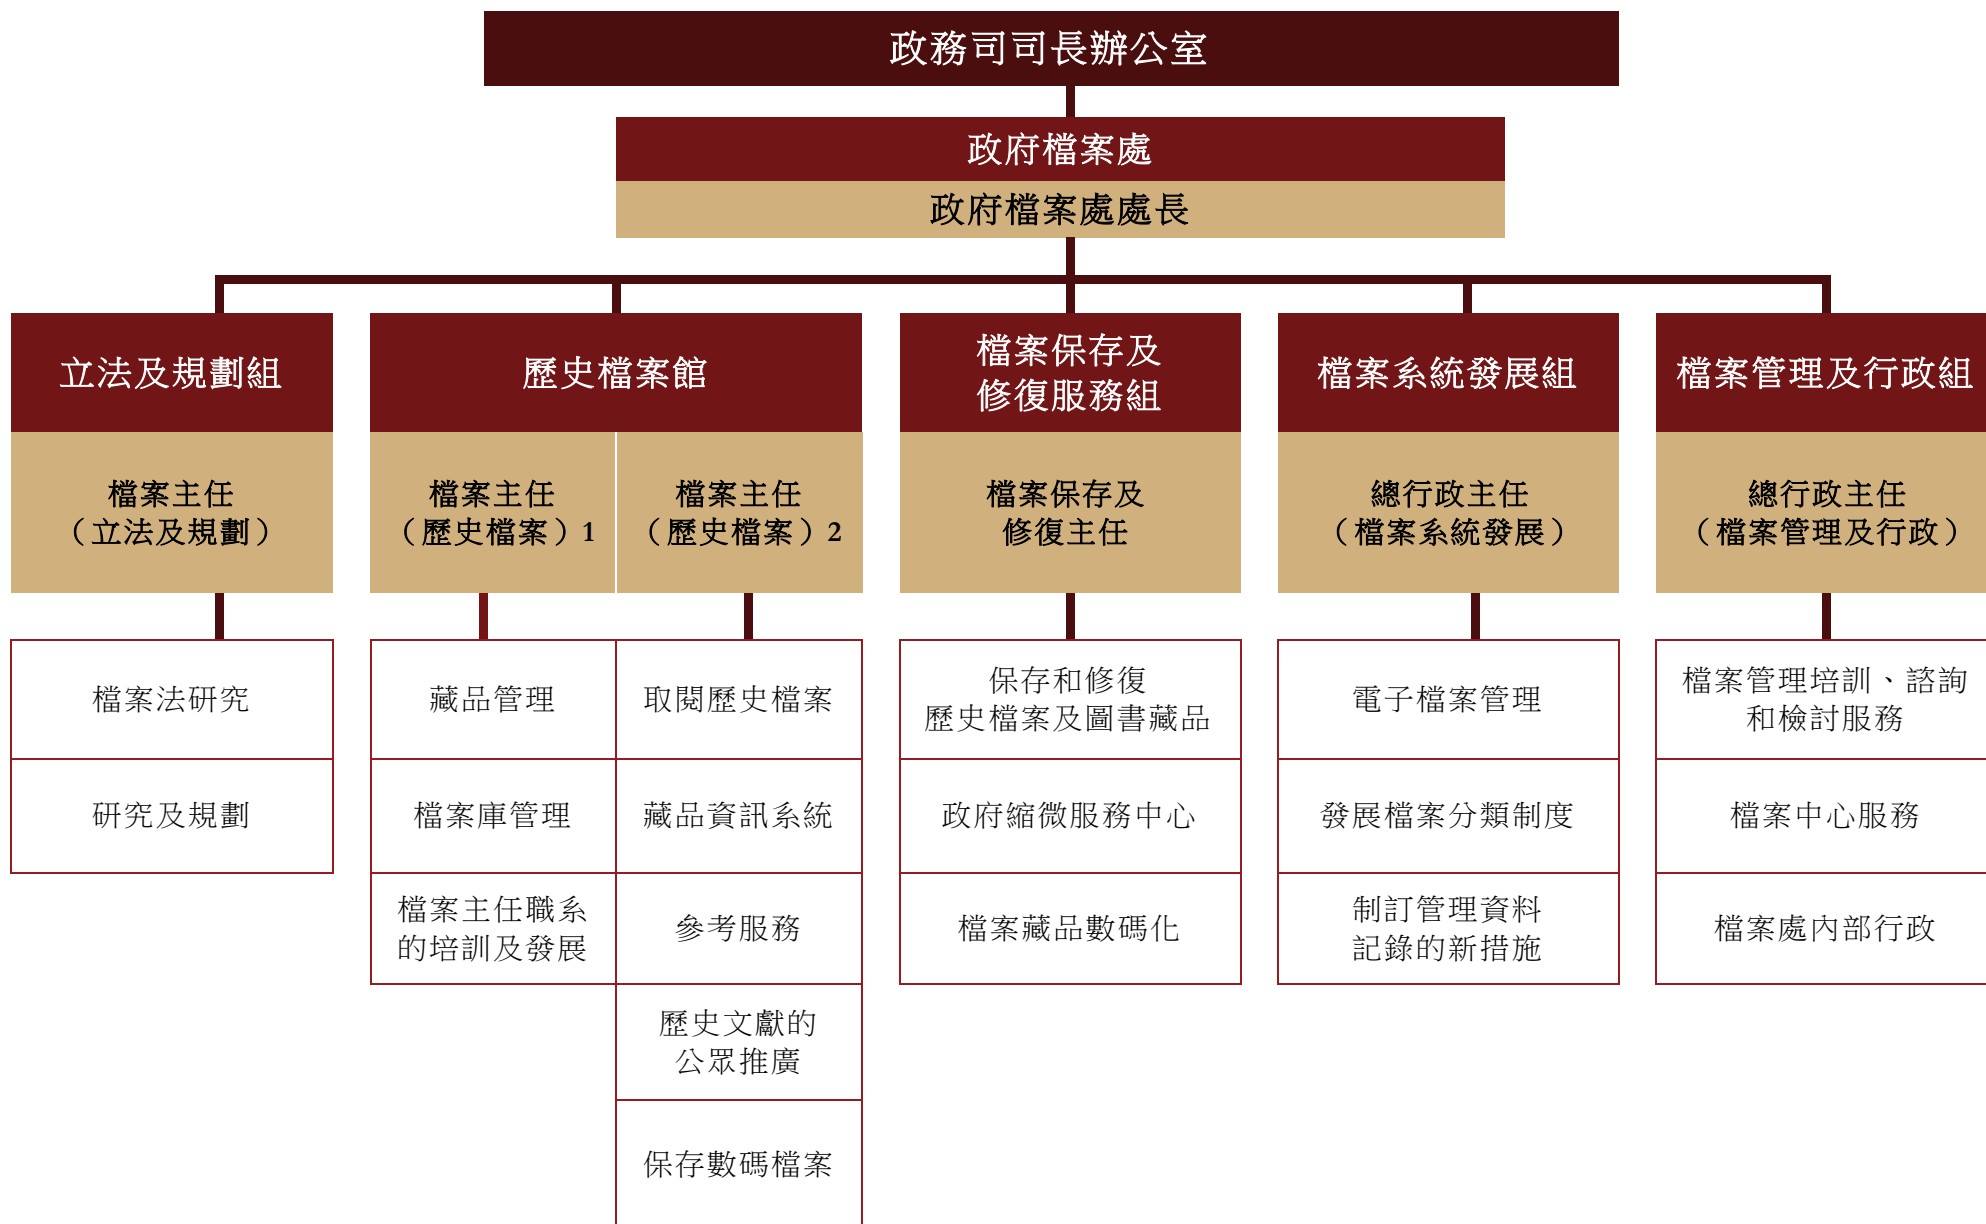 政務司司長辦公室
政府檔案處
政府檔案處處長
立法及規劃組
檔案主任
（立法及規劃）
檔案法研究
研究及規劃
歷史檔案館
檔案主任
（歷史檔案）1
藏品管理
檔案庫管理
檔案主任職系
的培訓及發展
檔案主任
（歷史檔案）2
取閱歷史檔案
藏品資訊系統
參考服務
歷史文獻的
公眾推廣
保存數碼檔案
檔案保存及
修復服務組
檔案保存及
修復主任
保存和修復
歷史檔案及圖書藏品
政府縮微服務中心
檔案藏品數碼化
檔案系統發展組
總行政主任
（檔案系統發展）
電子檔案管理
發展檔案分類制度
制訂管理資料
記錄的新措施
檔案管理及行政組
總行政主任
（檔案管理及行政）
檔案管理培訓、諮詢
和檢討服務
檔案中心服務
檔案處內部行政